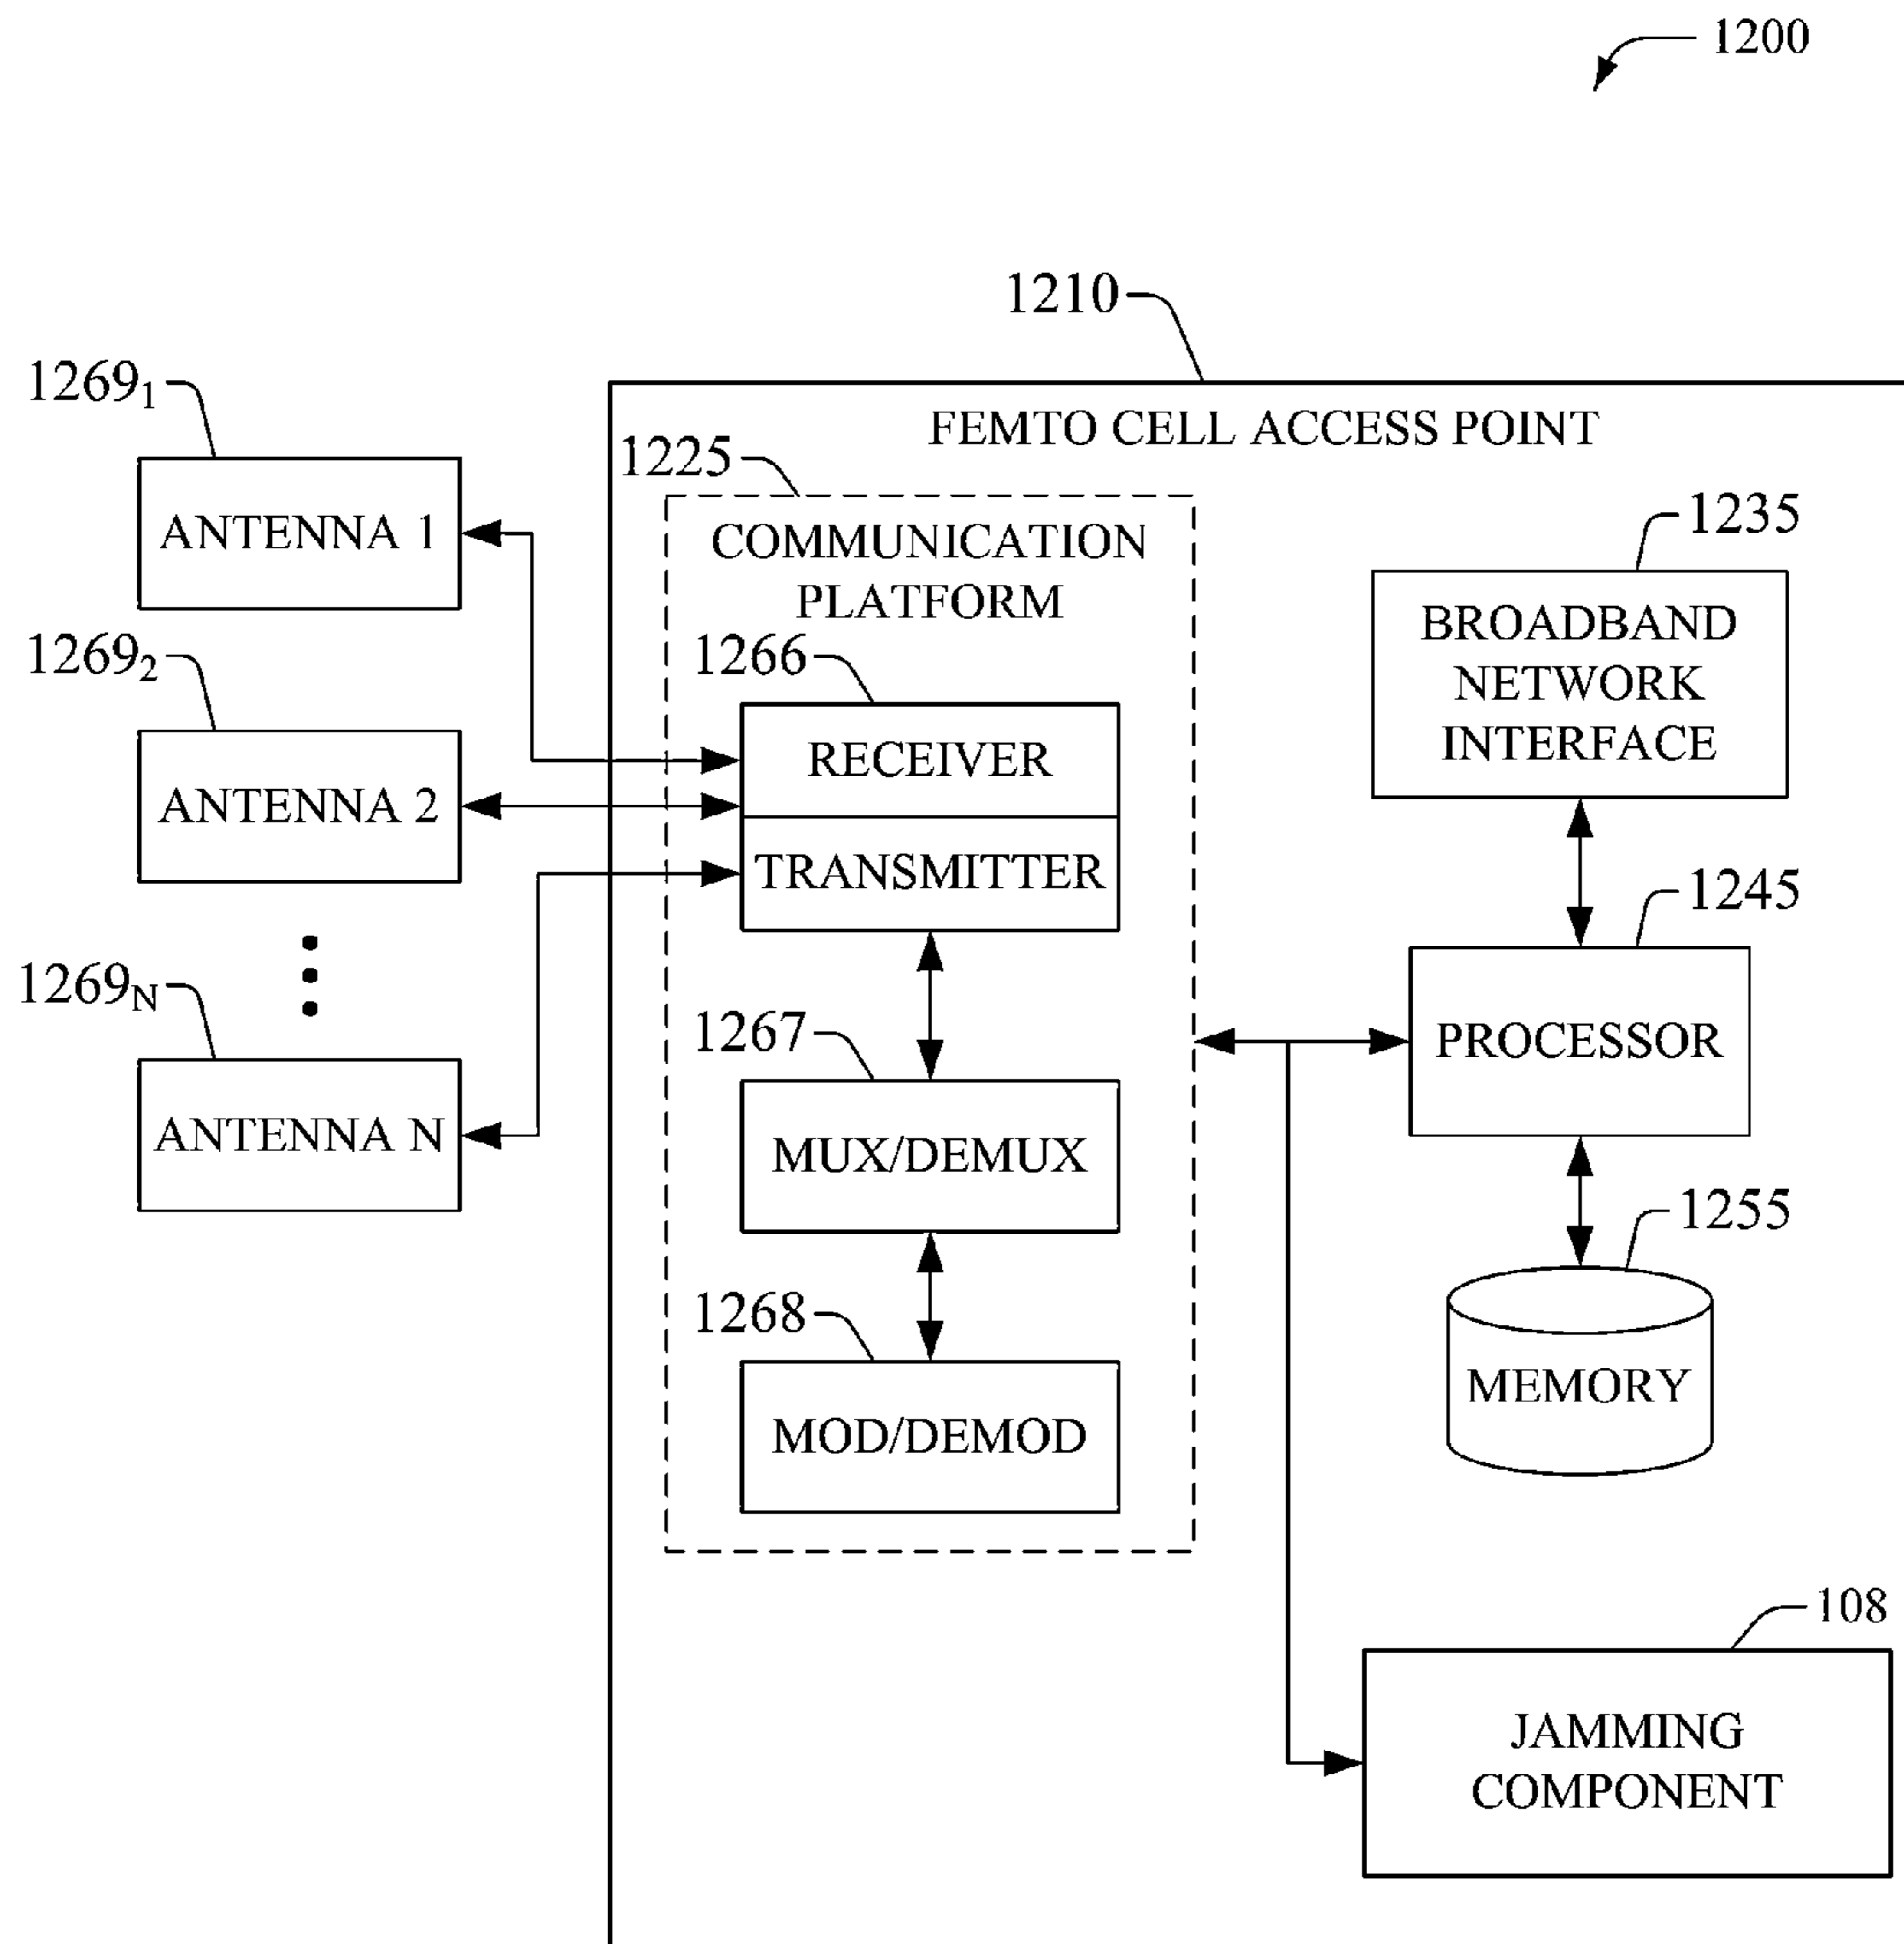 1200
1210
FEMTO CELL ACCESS POINT
1269₁
ANTENNA 1
1269₂
ANTENNA 2
1269N
ANTENNA N
1225
COMMUNICATION
PLATFORM
1266
RECEIVER
TRANSMITTER
1267
MUX/DEMUX
1268
MOD/DEMOD
1235
BROADBAND
NETWORK
INTERFACE
1245
PROCESSOR
1255
MEMORY
108
JAMMING
COMPONENT